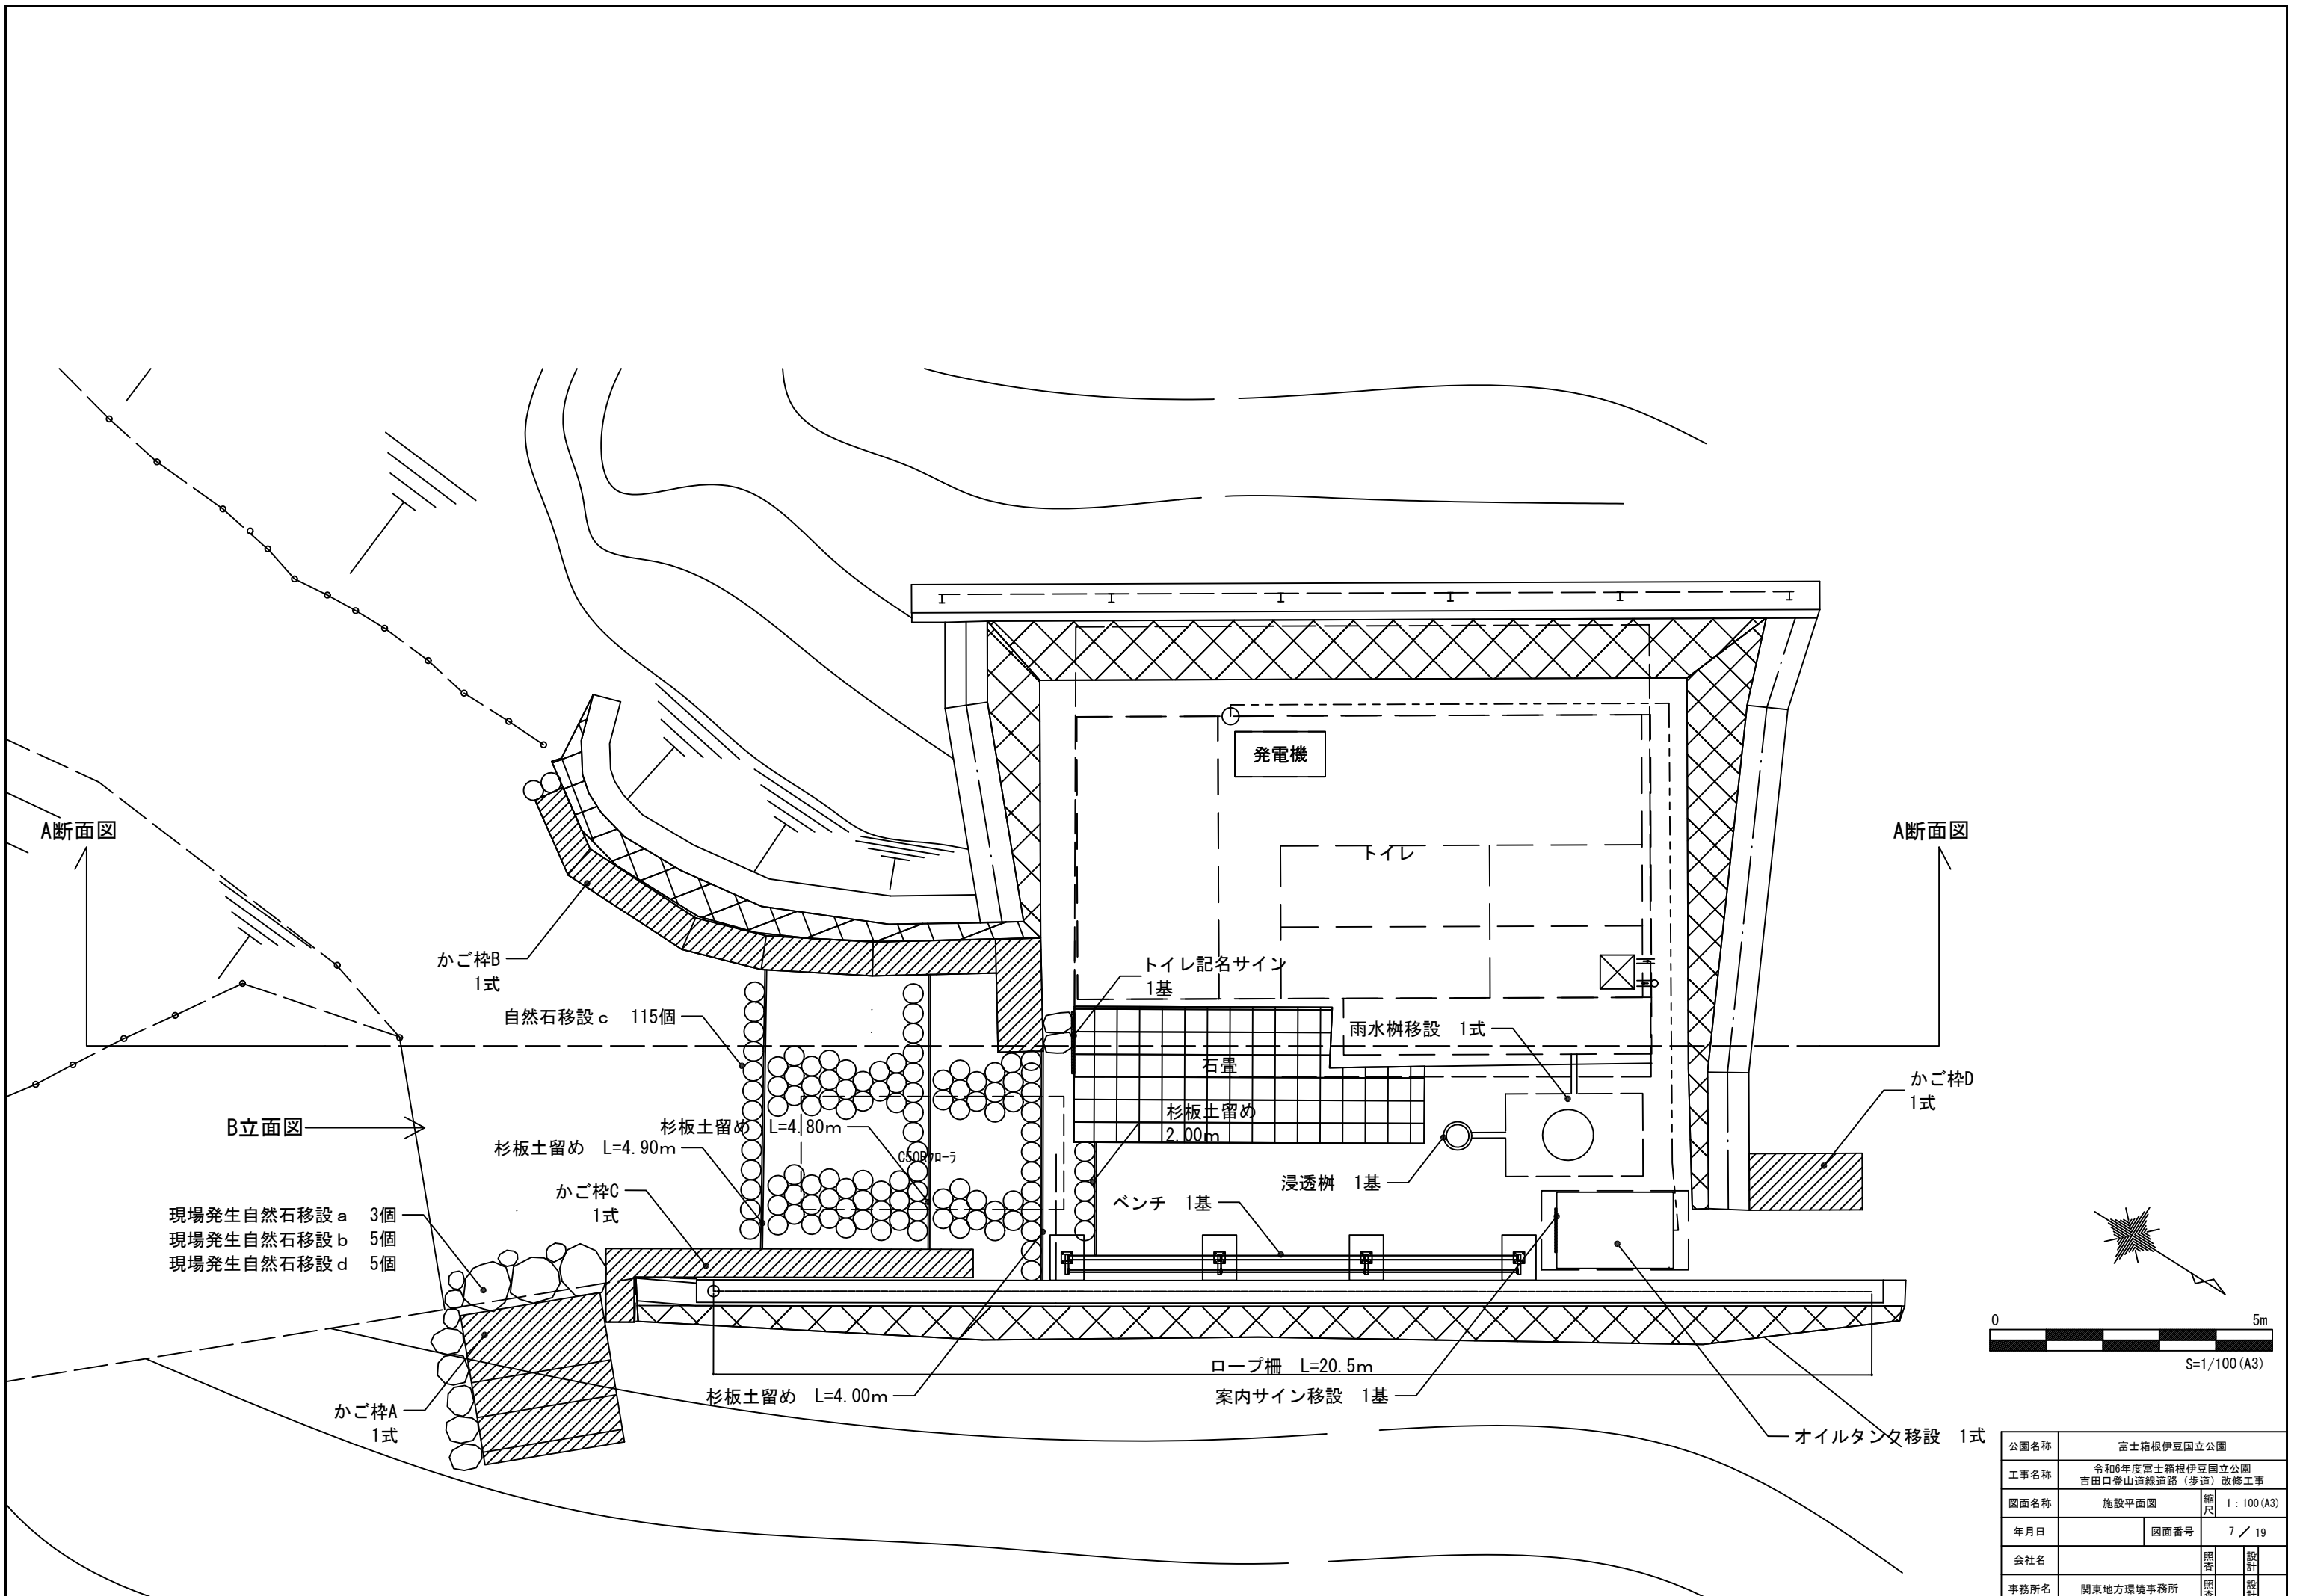 発電機
トイレ
A断面図
A断面図
かご枠B
1式
トイレ記名サイン
1基
自然石移設c 115個
雨水桝移設 1式
石畳
かご枠D
1式
杉板土留め
2.00m
B立面図
杉板土留め L=4.80m
杉板土留め L=4.90m
C50Rｸﾛｰﾗ
浸透桝 1基
かご枠C
1式
ベンチ 1基
現場発生自然石移設a 3個
現場発生自然石移設b 5個
現場発生自然石移設d 5個
0 5m
S=1/100(A3)
ロープ柵 L=20.5m
杉板土留め L=4.00m
案内サイン移設 1基
かご枠A
1式
オイルタンク移設 1式
公園名称 富士箱根伊豆国立公園
工事名称 令和6年度富士箱根伊豆国立公園
吉田口登山道線道路（歩道）改修工事
図面名称 施設平面図 縮尺 1：100(A3)
年月日 図面番号 7 ／ 19
会社名 照査 設計
事務所名 関東地方環境事務所 照査 設計